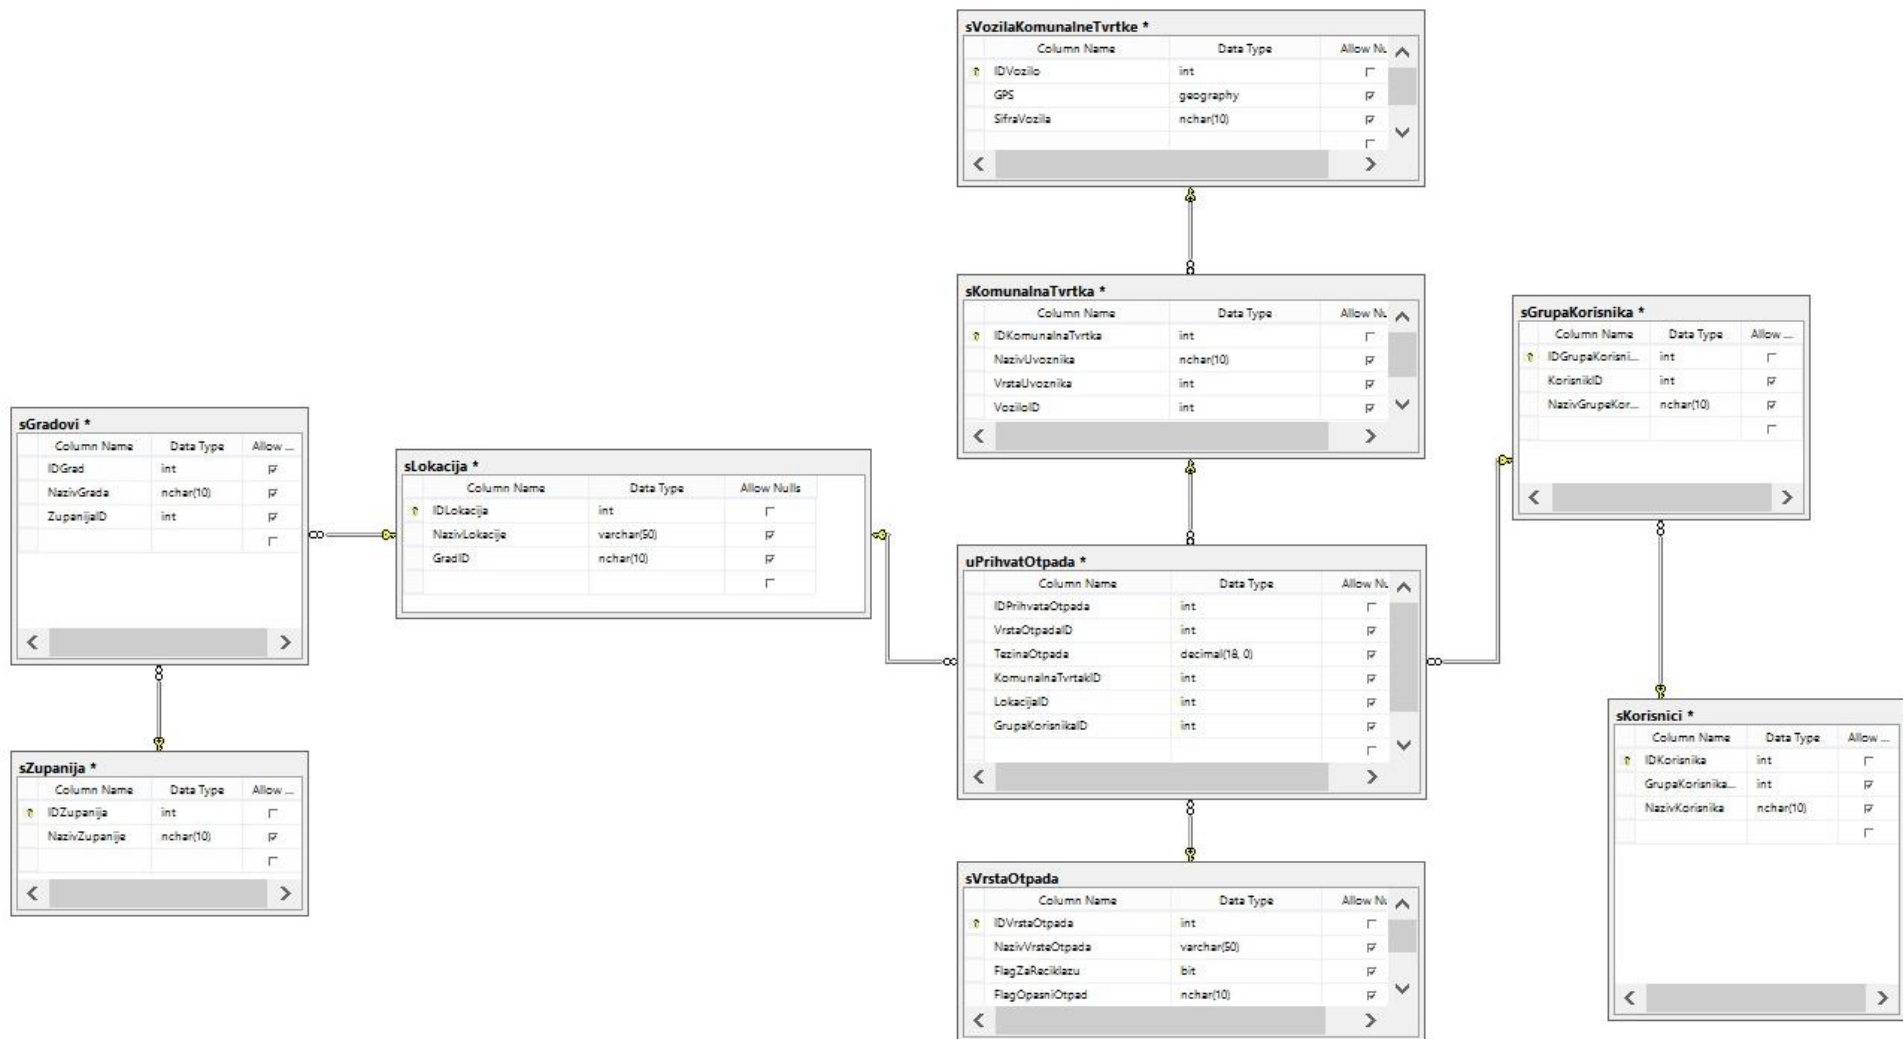 sVozilaKomunalneTvrtke *
Column Name Data Type Allow Nu
IDVozilo int
GPS geography
SifraVozila nchar(10)
sKomunalnaTvrtka *
Column Name Data Type Allow Nu
IDKomunalnaTvrtka int
NazivUvoznika nchar(10)
VrstaUvoznika int
VoziloID int
sGrupaKorisnika *
Column Name Data Type Allow ...
IDGrupaKorisni... int
KorisnikID int
NazivGrupeKor... nchar(10)
sGradovi *
Column Name Data Type Allow ...
IDGrad int
NazivGrada nchar(10)
ZupanijaID int
sLokacija *
Column Name Data Type Allow Nulls
IDLokacija int
NazivLokacije varchar(50)
GradID nchar(10)
uPrihvatOtpada *
Column Name Data Type Allow Nu
IDPrihvataOtpada int
VrstaOtpadaID int
TezinaOtpada decimal(18, 0)
KomunalnaTvrtakID int
LokacijaID int
GrupaKorisnikaID int
sKorisnici *
Column Name Data Type Allow ...
IDKorisnika int
GrupaKorisnika... int
NazivKorisnika nchar(10)
sZupanija *
Column Name Data Type Allow ...
IDZupanija int
NazivZupanije nchar(10)
sVrstaOtpada
Column Name Data Type Allow Nu
IDVrstaOtpada int
NazivVrsteOtpada varchar(50)
FlagZaReciklazu bit
FlagOpasniOtpad nchar(10)